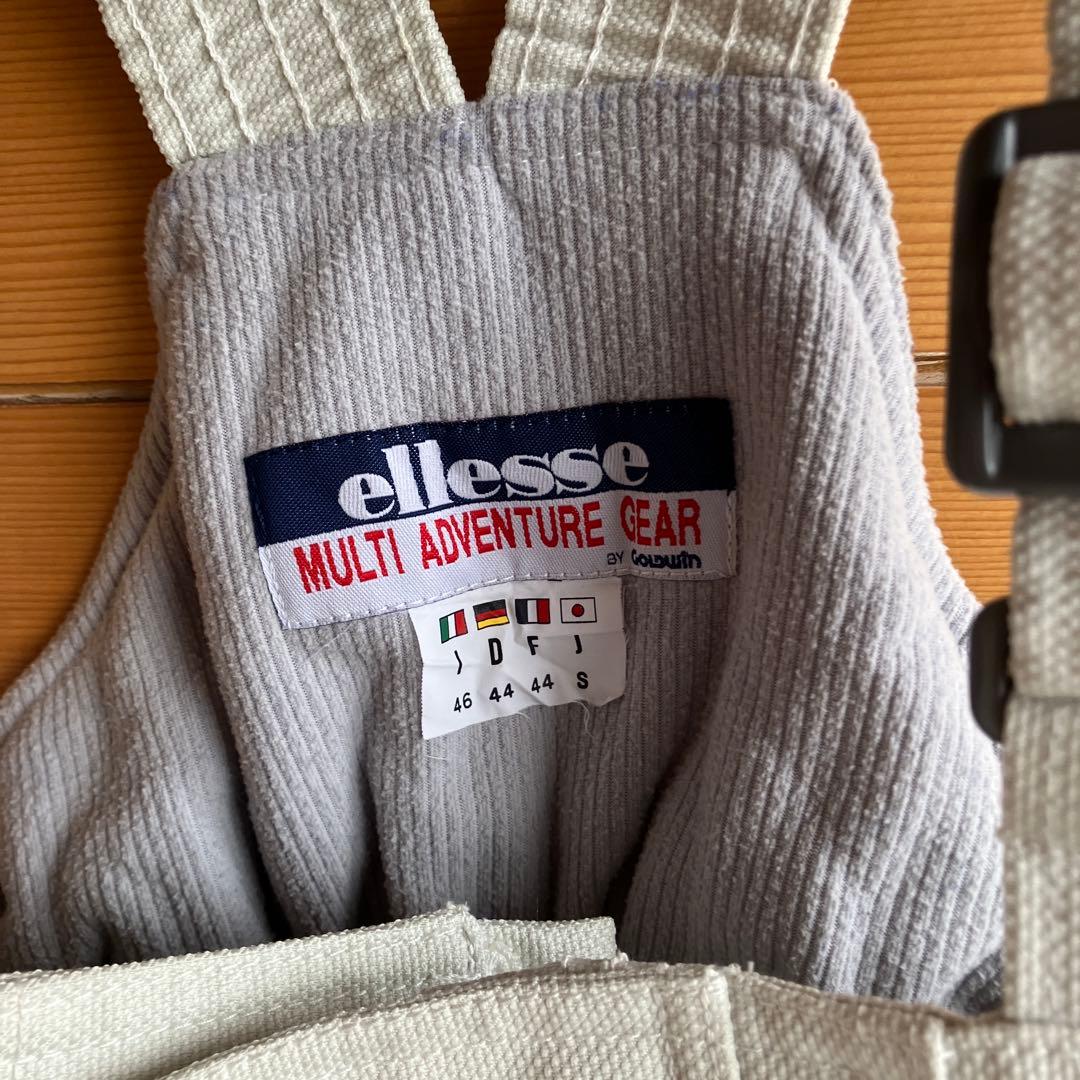 ellesse
MULTI ADVENTURE GEAR
BY GOLDWIN
I D F J
46 44 44 S